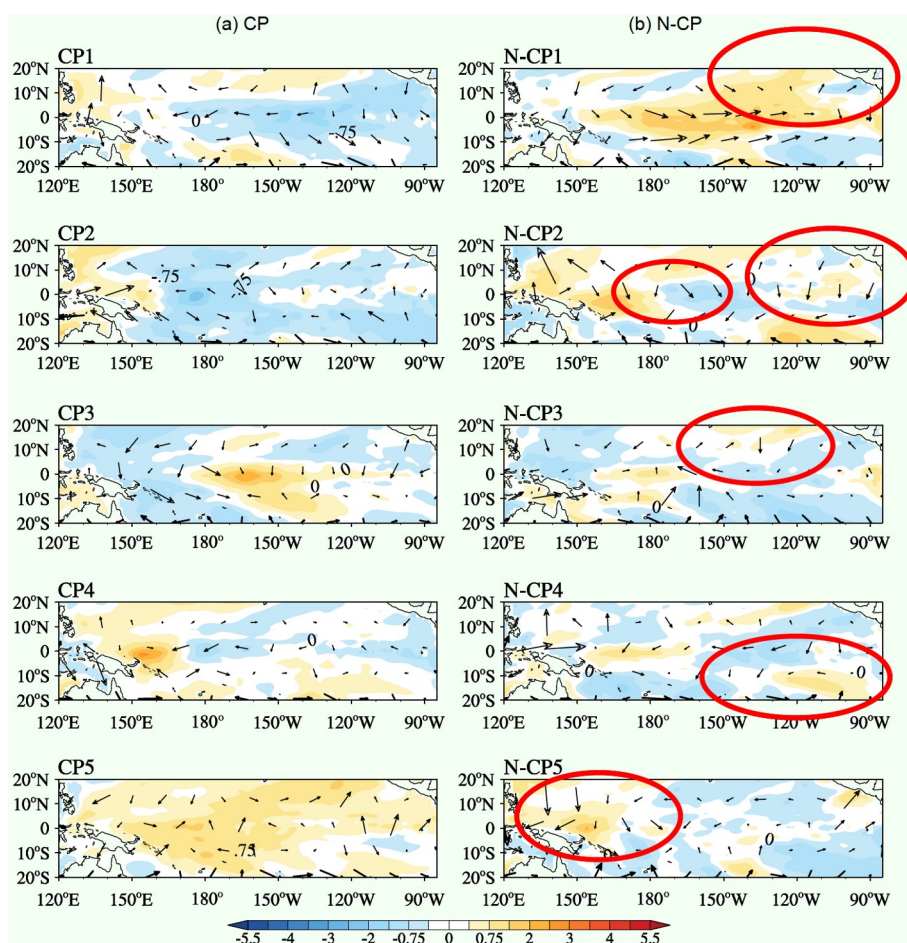 (a) CP (b) N-CP
CP1 N-CP1
20°N 20°N
10°N 10°N
0 0 0
10°S -.75 10°S
20°S 20°S
120°E 150°E 180° 150°W 120°W 90°W 120°E 150°E 180° 150°W 120°W 90°W
CP2 N-CP2
20°N 20°N
10°N -.75 -.75 10°N 0
0 0
10°S 10°S
20°S 20°S 0
120°E 150°E 180° 150°W 120°W 90°W 120°E 150°E 180° 150°W 120°W 90°W
CP3 N-CP3
20°N 20°N
10°N 10°N
0 0 0
10°S 0 10°S
20°S 20°S 0
120°E 150°E 180° 150°W 120°W 90°W 120°E 150°E 180° 150°W 120°W 90°W
CP4 N-CP4
20°N 20°N
10°N 0 10°N
0 0
10°S 10°S 0 0
20°S 20°S
120°E 150°E 180° 150°W 120°W 90°W 120°E 150°E 180° 150°W 120°W 90°W
CP5 N-CP5
20°N 20°N
10°N 10°N
0 0 0
10°S .75 10°S 0
20°S 20°S
120°E 150°E 180° 150°W 120°W 90°W 120°E 150°E 180° 150°W 120°W 90°W
-5.5 -4 -3 -2 -0.75 0 0.75 2 3 4 5.5